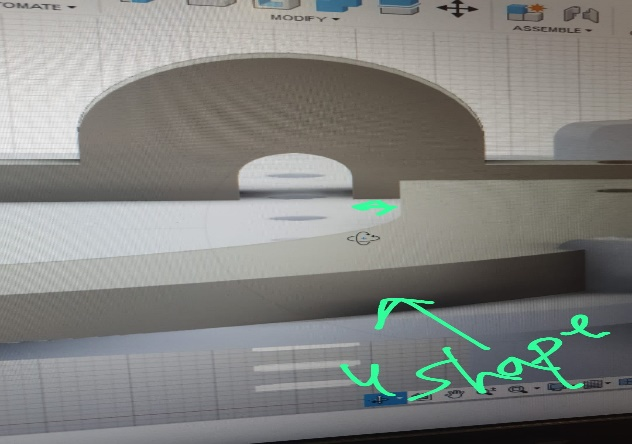 OMATE ▾
MODIFY ▾
ASSEMBLE ▾
u shape